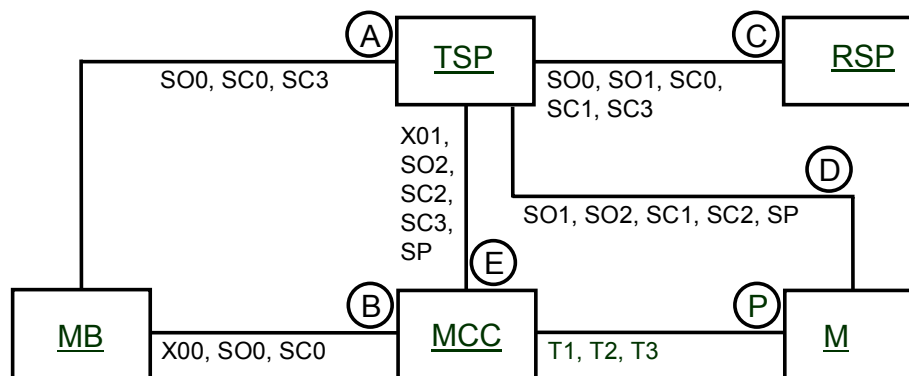 A
TSP
C
RSP
SO0, SC0, SC3
SO0, SO1, SC0,
SC1, SC3
X01,
SO2,
SC2,
SC3,
SP
D
SO1, SO2, SC1, SC2, SP
E
MB
B
MCC
P
M
X00, SO0, SC0
T1, T2, T3